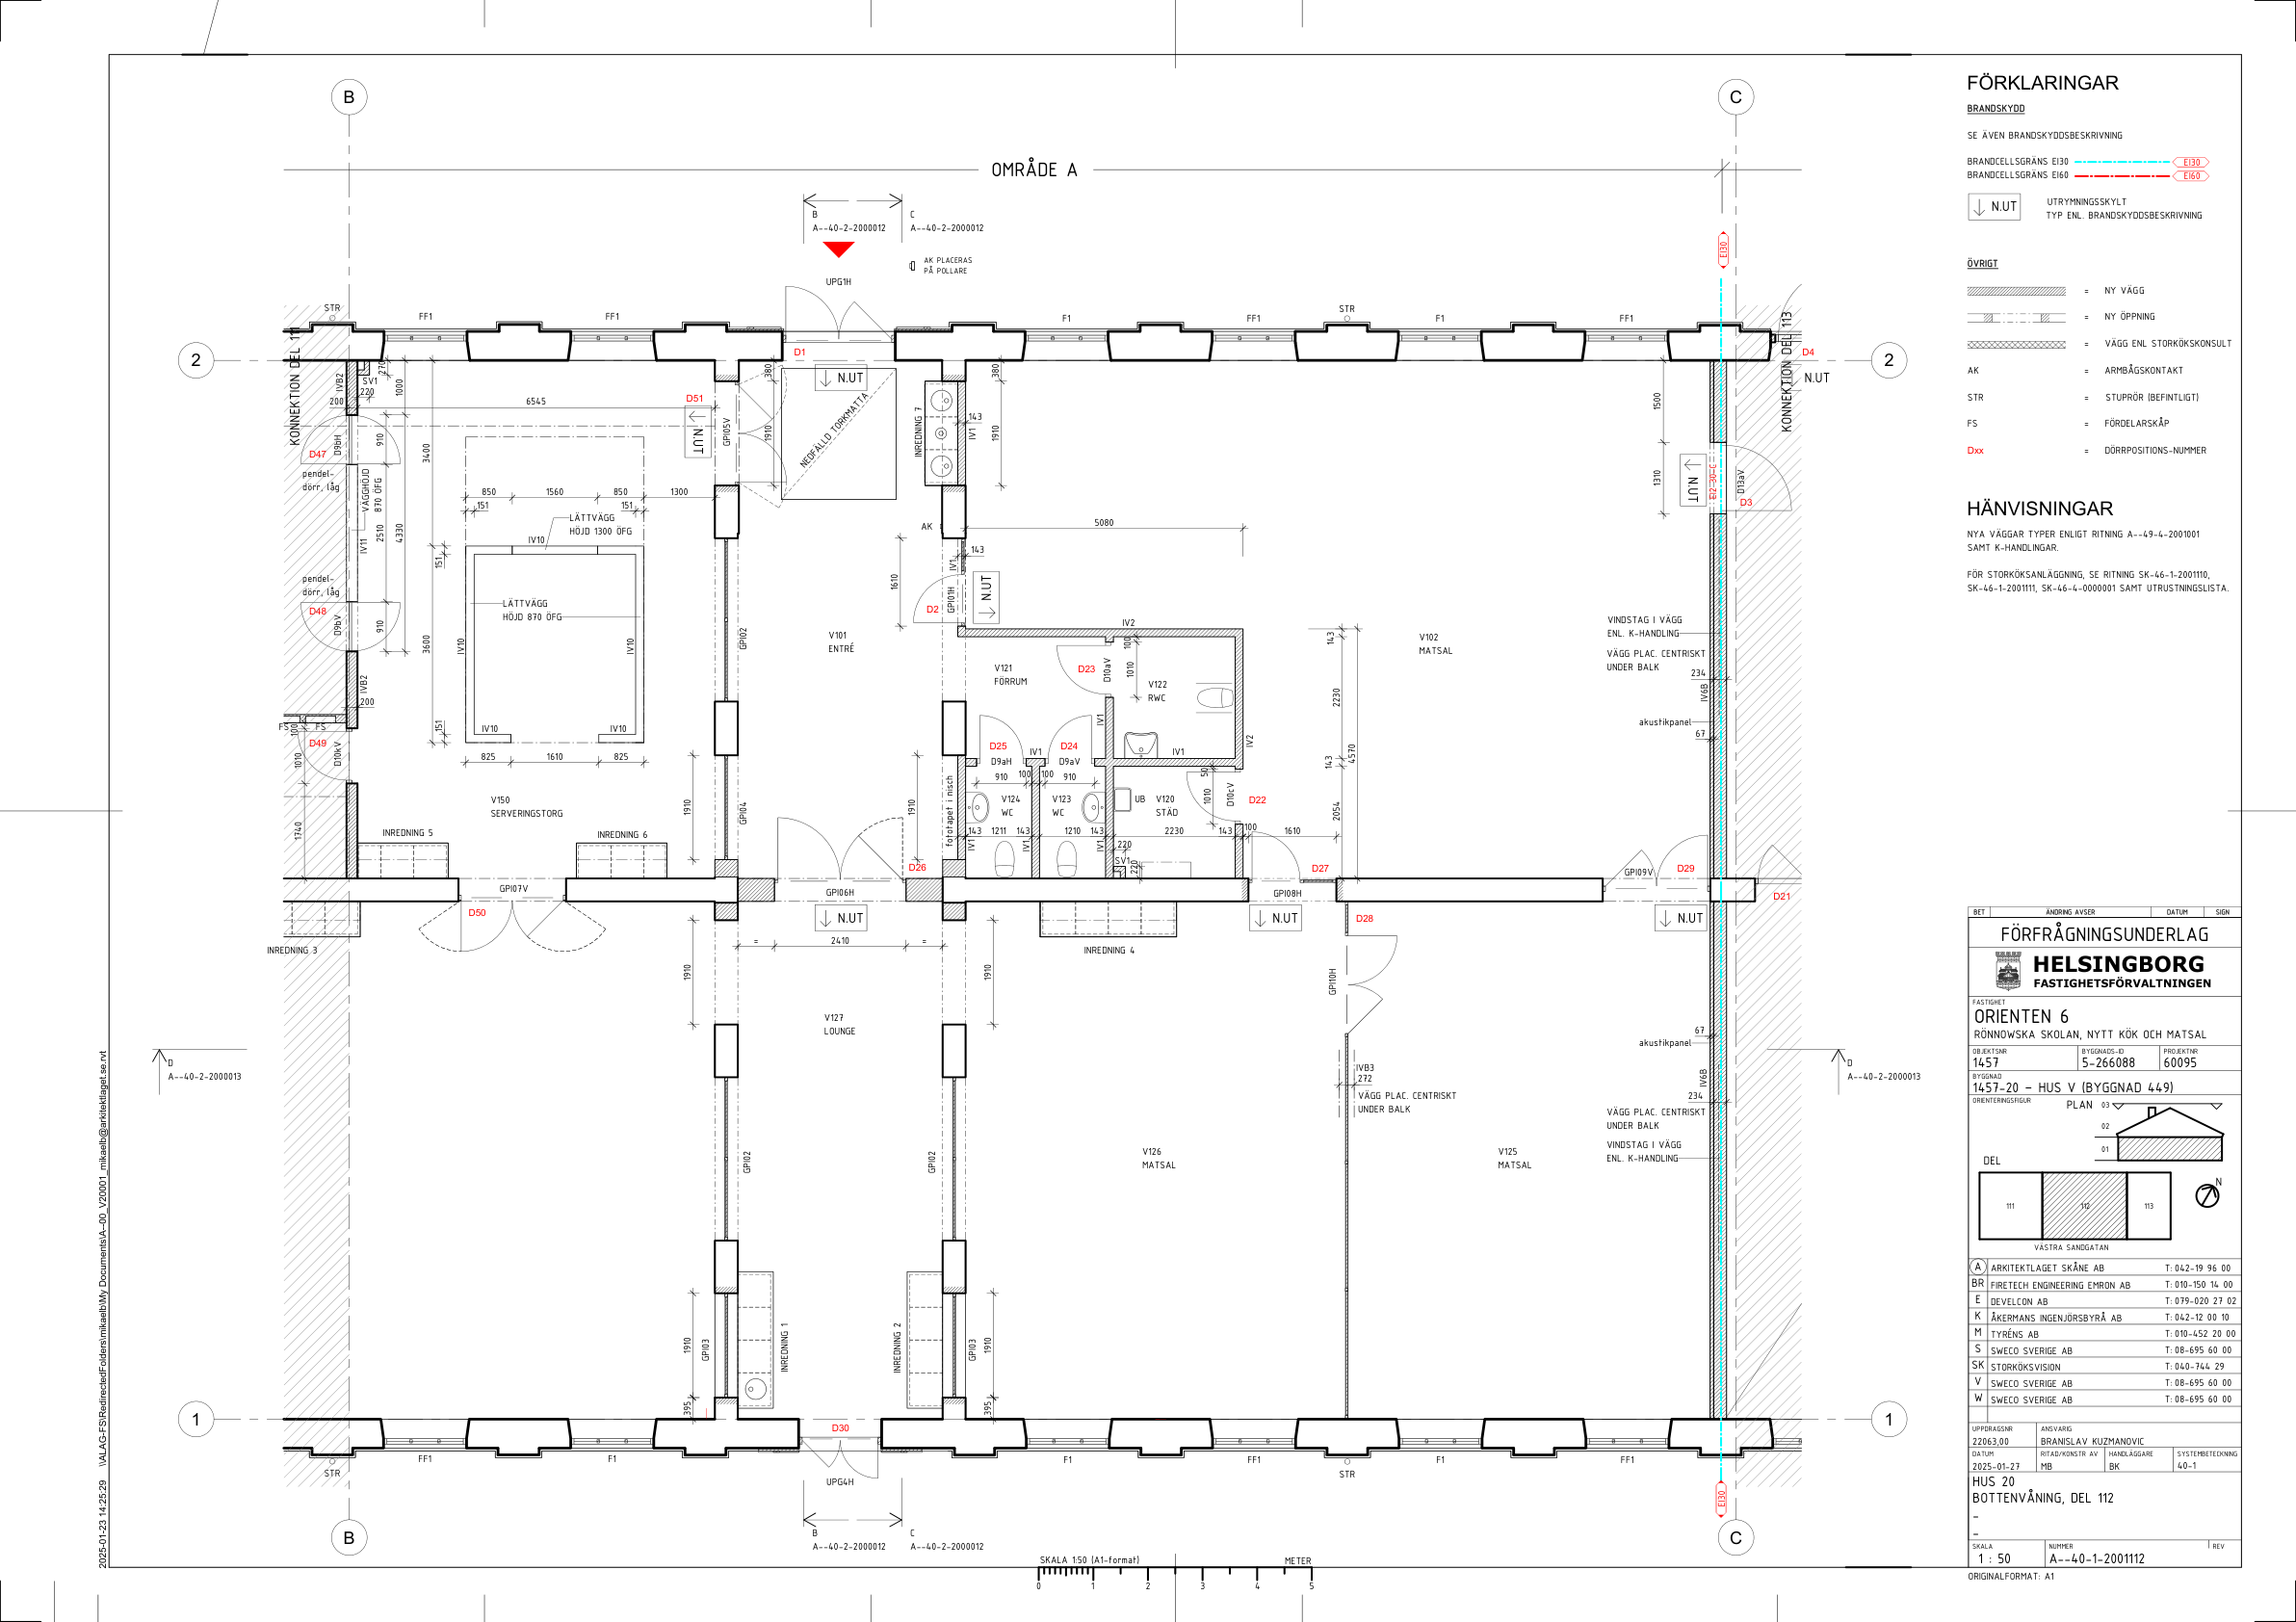 B
C
OMRÅDE A
B
A--40-2-2000012
C
A--40-2-2000012
AK PLACERAS
PÅ POLLARE
UPG1H
EI30
STR
FF1
FF1
F1
FF1
STR
F1
FF1
2
2
KONNEKTION DEL 111
KONNEKTION DEL 113
D1
D4
N.UT
N.UT
270
SV1
220
IVB2
200
1000
6545
D51
N.UT
GPI05V
380
1910
NEDFÄLLD TORKMATTA
INREDNING 7
143
IV1
380
1910
1500
1310
N.UT
EI2 30-C
D13aV
D3
D47
D9bH
910
pendel-
dörr, låg
VÄGGHÖJD
870 ÖFG
3400
2510
4330
IV11
850
1560
850
1300
151
151
LÄTTVÄGG
HÖJD 1300 ÖFG
IV10
AK
5080
143
IV1
1610
151
pendel-
dörr, låg
D48
D9bV
910
LÄTTVÄGG
HÖJD 870 ÖFG
D2
GPI01H
N.UT
3600
IV10
IV10
GPI02
V101
ENTRÉ
IV2
V102
MATSAL
143
VINDSTAG I VÄGG
ENL. K-HANDLING
VÄGG PLAC. CENTRISKT
UNDER BALK
234
IV6B
akustikpanel
67
V121
FÖRRUM
D23
D10aV
100
1010
V122
RWC
IV1
IV2
2230
4570
IVB2
200
FS
FS
100
D49
1010
D10kV
1740
151
IV10
IV10
825
1610
825
D25
D9aH
IV1
D24
D9aV
IV1
910
100
100
910
143
50
1010
D10cV
D22
V124
WC
V123
WC
UB
V120
STÄD
2054
V150
SERVERINGSTORG
1910
GPI04
1910
fototapet i nisch
143
1211
143
1210
143
2230
143
100
1610
IV1
IV1
IV1
SV1
220
220
INREDNING 5
INREDNING 6
D26
D27
D29
GPI07V
GPI06H
GPI08H
GPI09V
D50
D28
D21
N.UT
N.UT
N.UT
INREDNING 3
=
2410
=
INREDNING 4
1910
1910
GPI10H
V127
LOUNGE
D
A--40-2-2000013
67
akustikpanel
D
A--40-2-2000013
IVB3
272
VÄGG PLAC. CENTRISKT
UNDER BALK
IV6B
234
VÄGG PLAC. CENTRISKT
UNDER BALK
VINDSTAG I VÄGG
ENL. K-HANDLING
GPI02
GPI02
V126
MATSAL
V125
MATSAL
1910
GPI03
INREDNING 1
INREDNING 2
GPI03
1910
395
395
1
1
D30
FF1
F1
F1
FF1
F1
FF1
STR
STR
UPG4H
EI30
B
A--40-2-2000012
C
A--40-2-2000012
B
C
SKALA 1:50 (A1-format)
METER
0 1 2 3 4 5
2025-01-23 14:25:29 \\ALAG-FS\RedirectedFolders\mikaelb\My Documents\A--00_V20001_mikaelb@arkitektlaget.se.rvt
FÖRKLARINGAR
BRANDSKYDD
SE ÄVEN BRANDSKYDDSBESKRIVNING
BRANDCELLSGRÄNS EI30 EI30
BRANDCELLSGRÄNS EI60 EI60
N.UT
UTRYMNINGSSKYLT
TYP ENL. BRANDSKYDDSBESKRIVNING
ÖVRIGT
= NY VÄGG
= NY ÖPPNING
= VÄGG ENL STORKÖKSKONSULT
AK = ARMBÅGSKONTAKT
STR = STUPRÖR (BEFINTLIGT)
FS = FÖRDELARSKÅP
Dxx = DÖRRPOSITIONS-NUMMER
HÄNVISNINGAR
NYA VÄGGAR TYPER ENLIGT RITNING A--49-4-2001001
SAMT K-HANDLINGAR.
FÖR STORKÖKSANLÄGGNING, SE RITNING SK-46-1-2001110,
SK-46-1-2001111, SK-46-4-0000001 SAMT UTRUSTNINGSLISTA.
BET ÄNDRING AVSER DATUM SIGN
FÖRFRÅGNINGSUNDERLAG
HELSINGBORG
FASTIGHETSFÖRVALTNINGEN
FASTIGHET
ORIENTEN 6
RÖNNOWSKA SKOLAN, NYTT KÖK OCH MATSAL
OBJEKTSNR BYGGNADS-ID PROJEKTNR
1457 5-266088 60095
BYGGNAD
1457-20 - HUS V (BYGGNAD 449)
ORIENTERINGSFIGUR
PLAN 03
02
01
DEL
N
111 112 113
VÄSTRA SANDGATAN
A ARKITEKTLAGET SKÅNE AB T: 042-19 96 00
BR FIRETECH ENGINEERING EMRON AB T: 010-150 14 00
E DEVELCON AB T: 079-020 27 02
K ÅKERMANS INGENJÖRSBYRÅ AB T: 042-12 00 10
M TYRÉNS AB T: 010-452 20 00
S SWECO SVERIGE AB T: 08-695 60 00
SK STORKÖKSVISION T: 040-744 29
V SWECO SVERIGE AB T: 08-695 60 00
W SWECO SVERIGE AB T: 08-695 60 00
UPPDRAGSNR ANSVARIG
22063,00 BRANISLAV KUZMANOVIC
DATUM RITAD/KONSTR AV HANDLÄGGARE SYSTEMBETECKNING
2025-01-27 MB BK 40-1
HUS 20
BOTTENVÅNING, DEL 112
-
-
SKALA NUMMER REV
1 : 50 A--40-1-2001112
ORIGINALFORMAT: A1